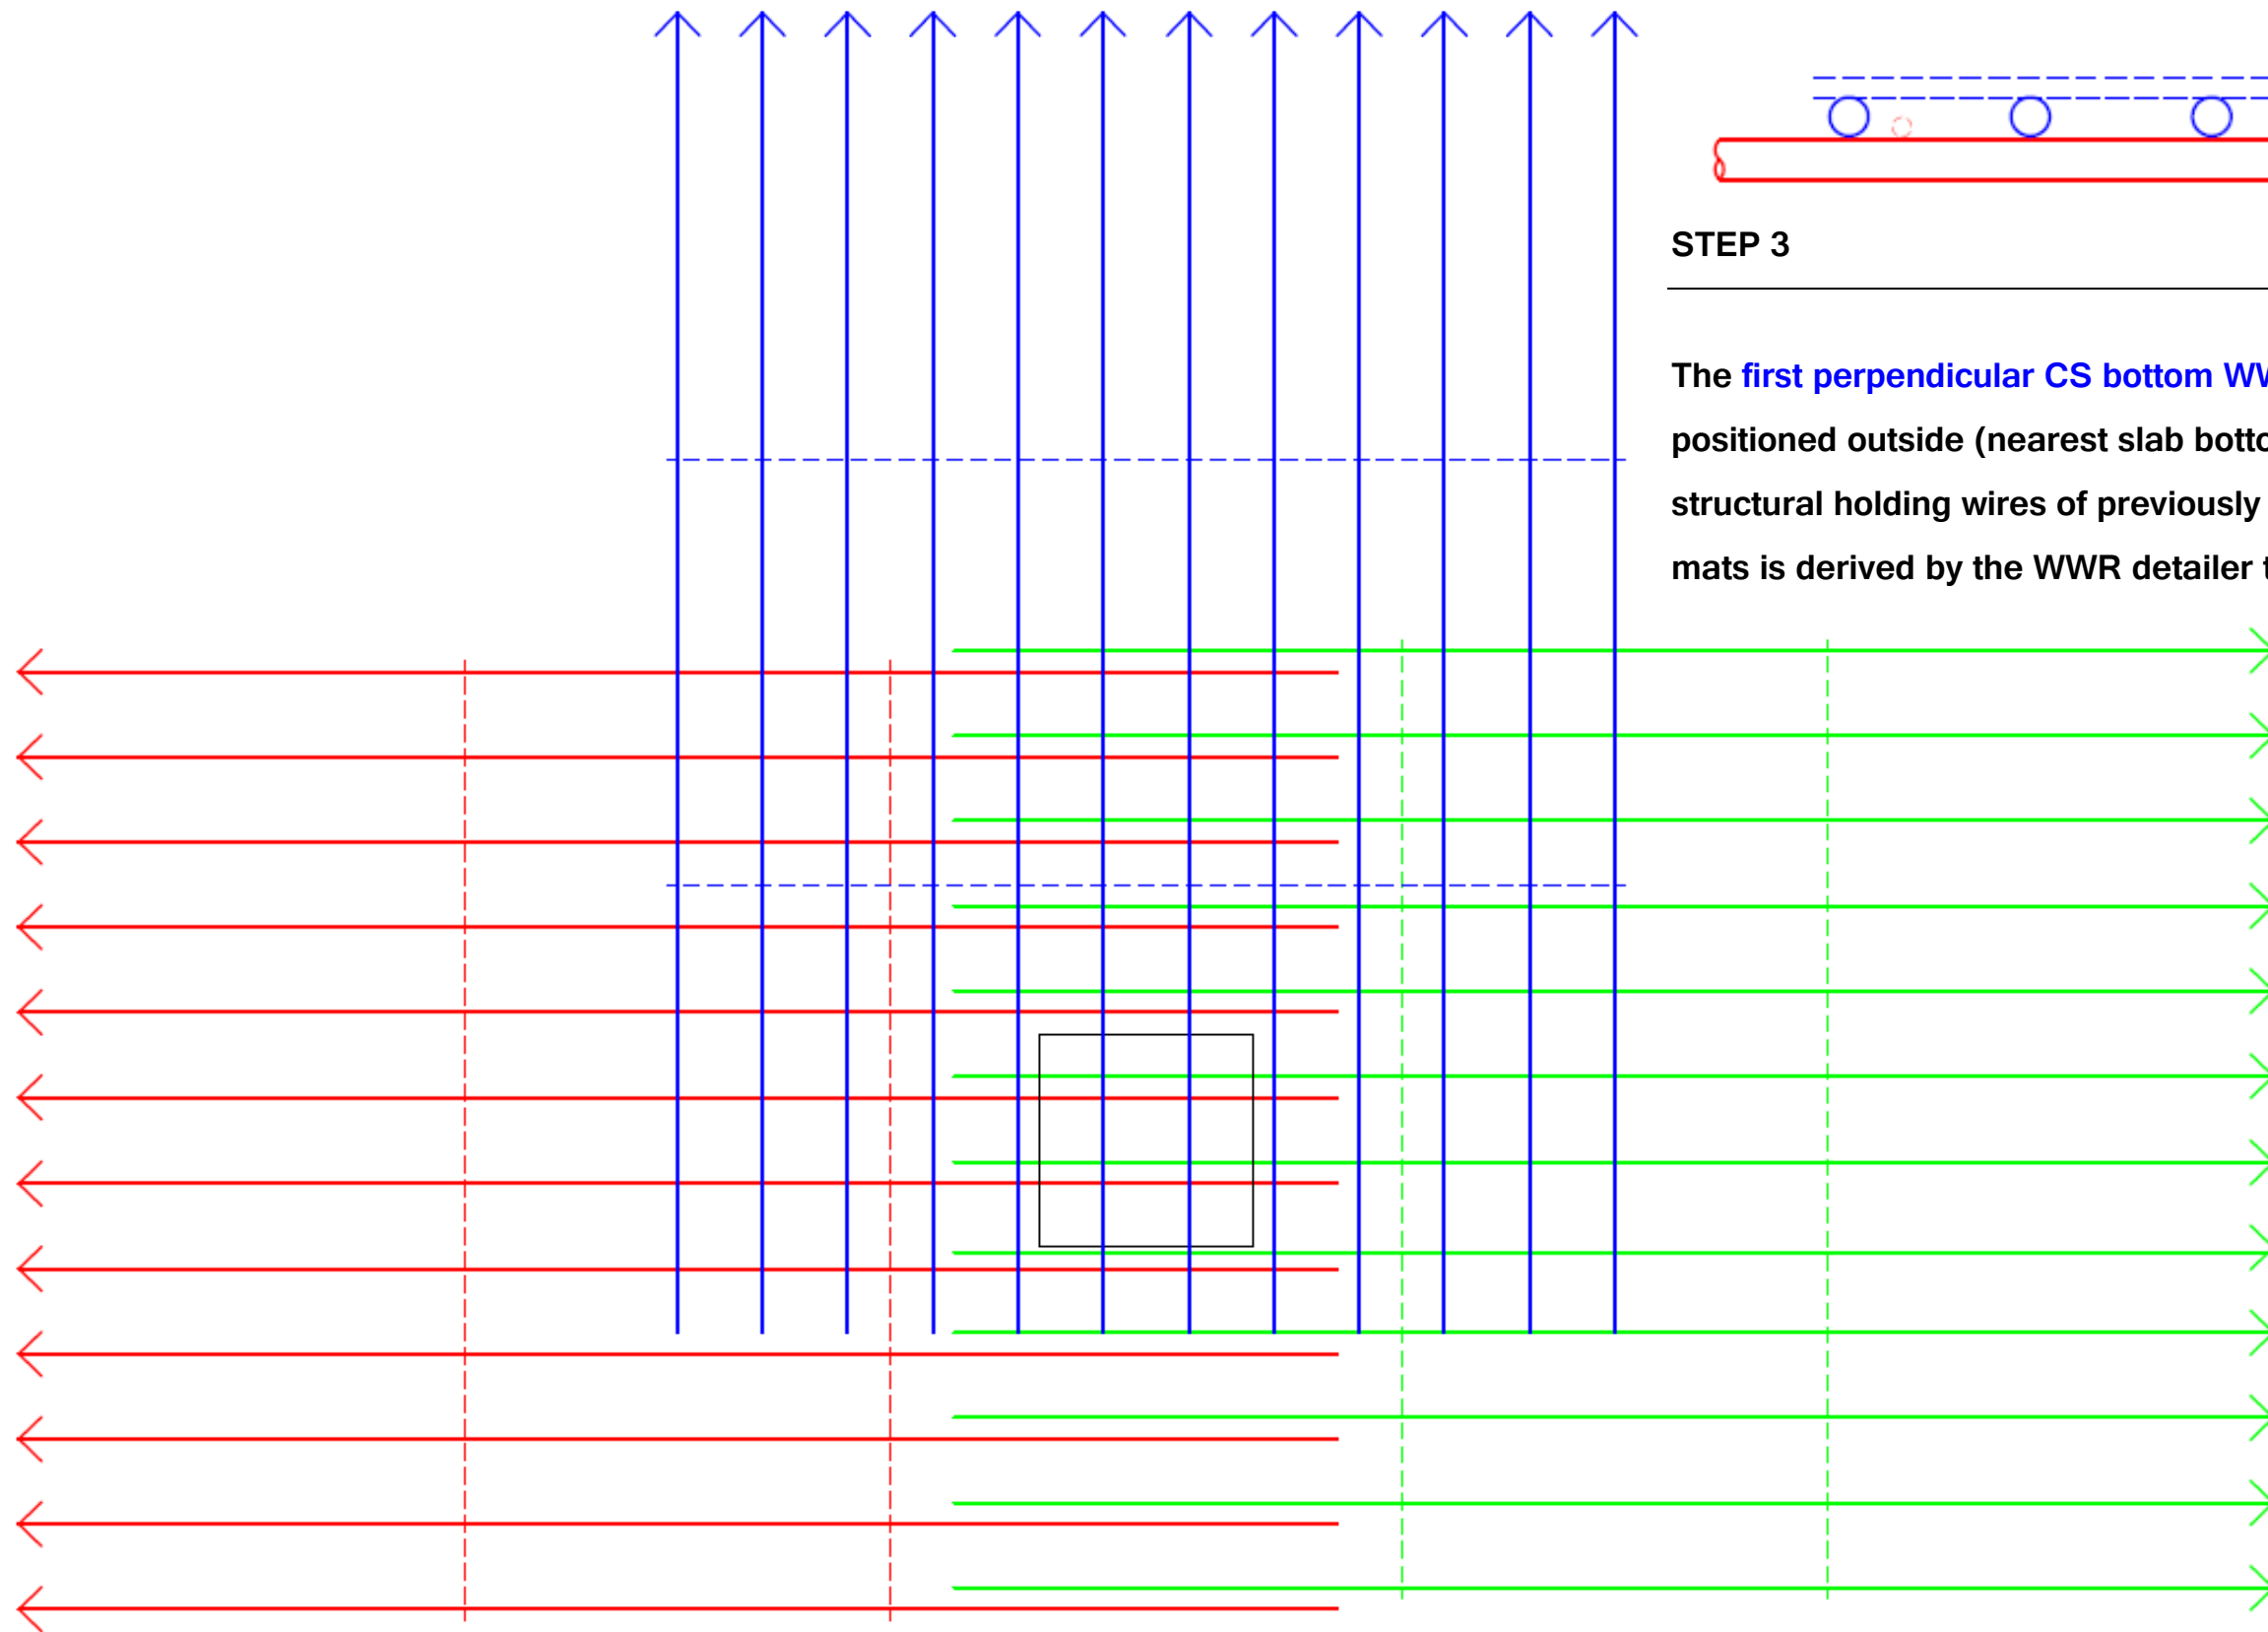 STEP 3
The first perpendicular CS bottom
positioned outside (nearest slab
structural holding wires of previously
mats is derived by the WWR detailer